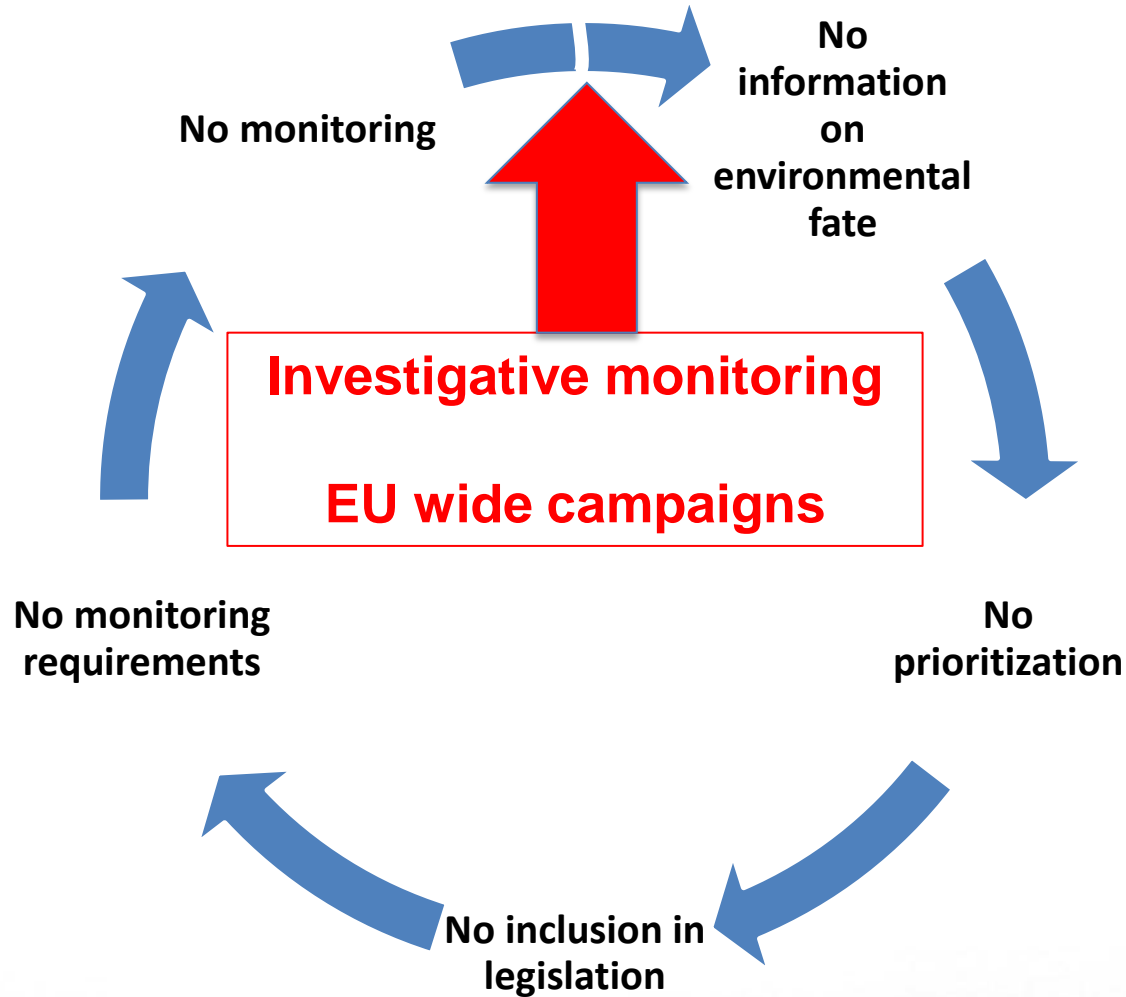 No
information
on
environmental
fate
No monitoring
Investigative monitoring
EU wide campaigns
No monitoring
requirements
No
prioritization
No inclusion in
legislation